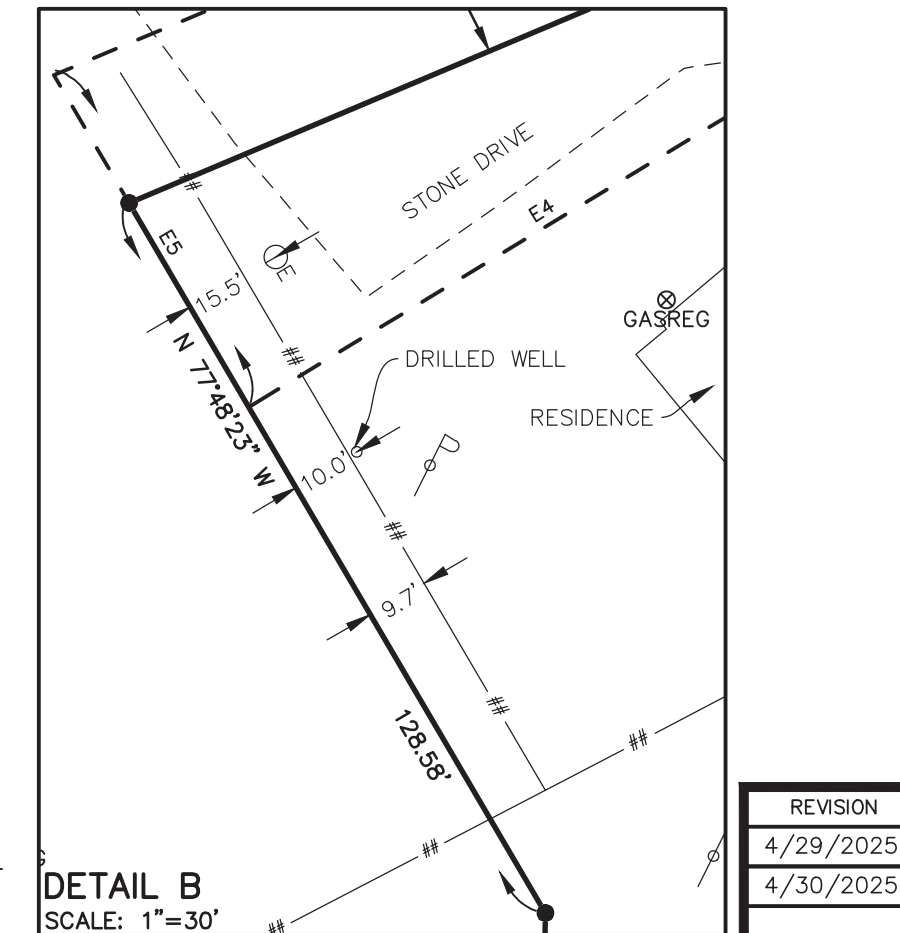 STONE DRIVE
E4
E5
E
15.5'
GASREG
N 77°48'23" W
DRILLED WELL
RESIDENCE
10.0'
P
9.7'
128.58'
REVISION
4/29/2025
4/30/2025
DETAIL B
SCALE: 1"=30'